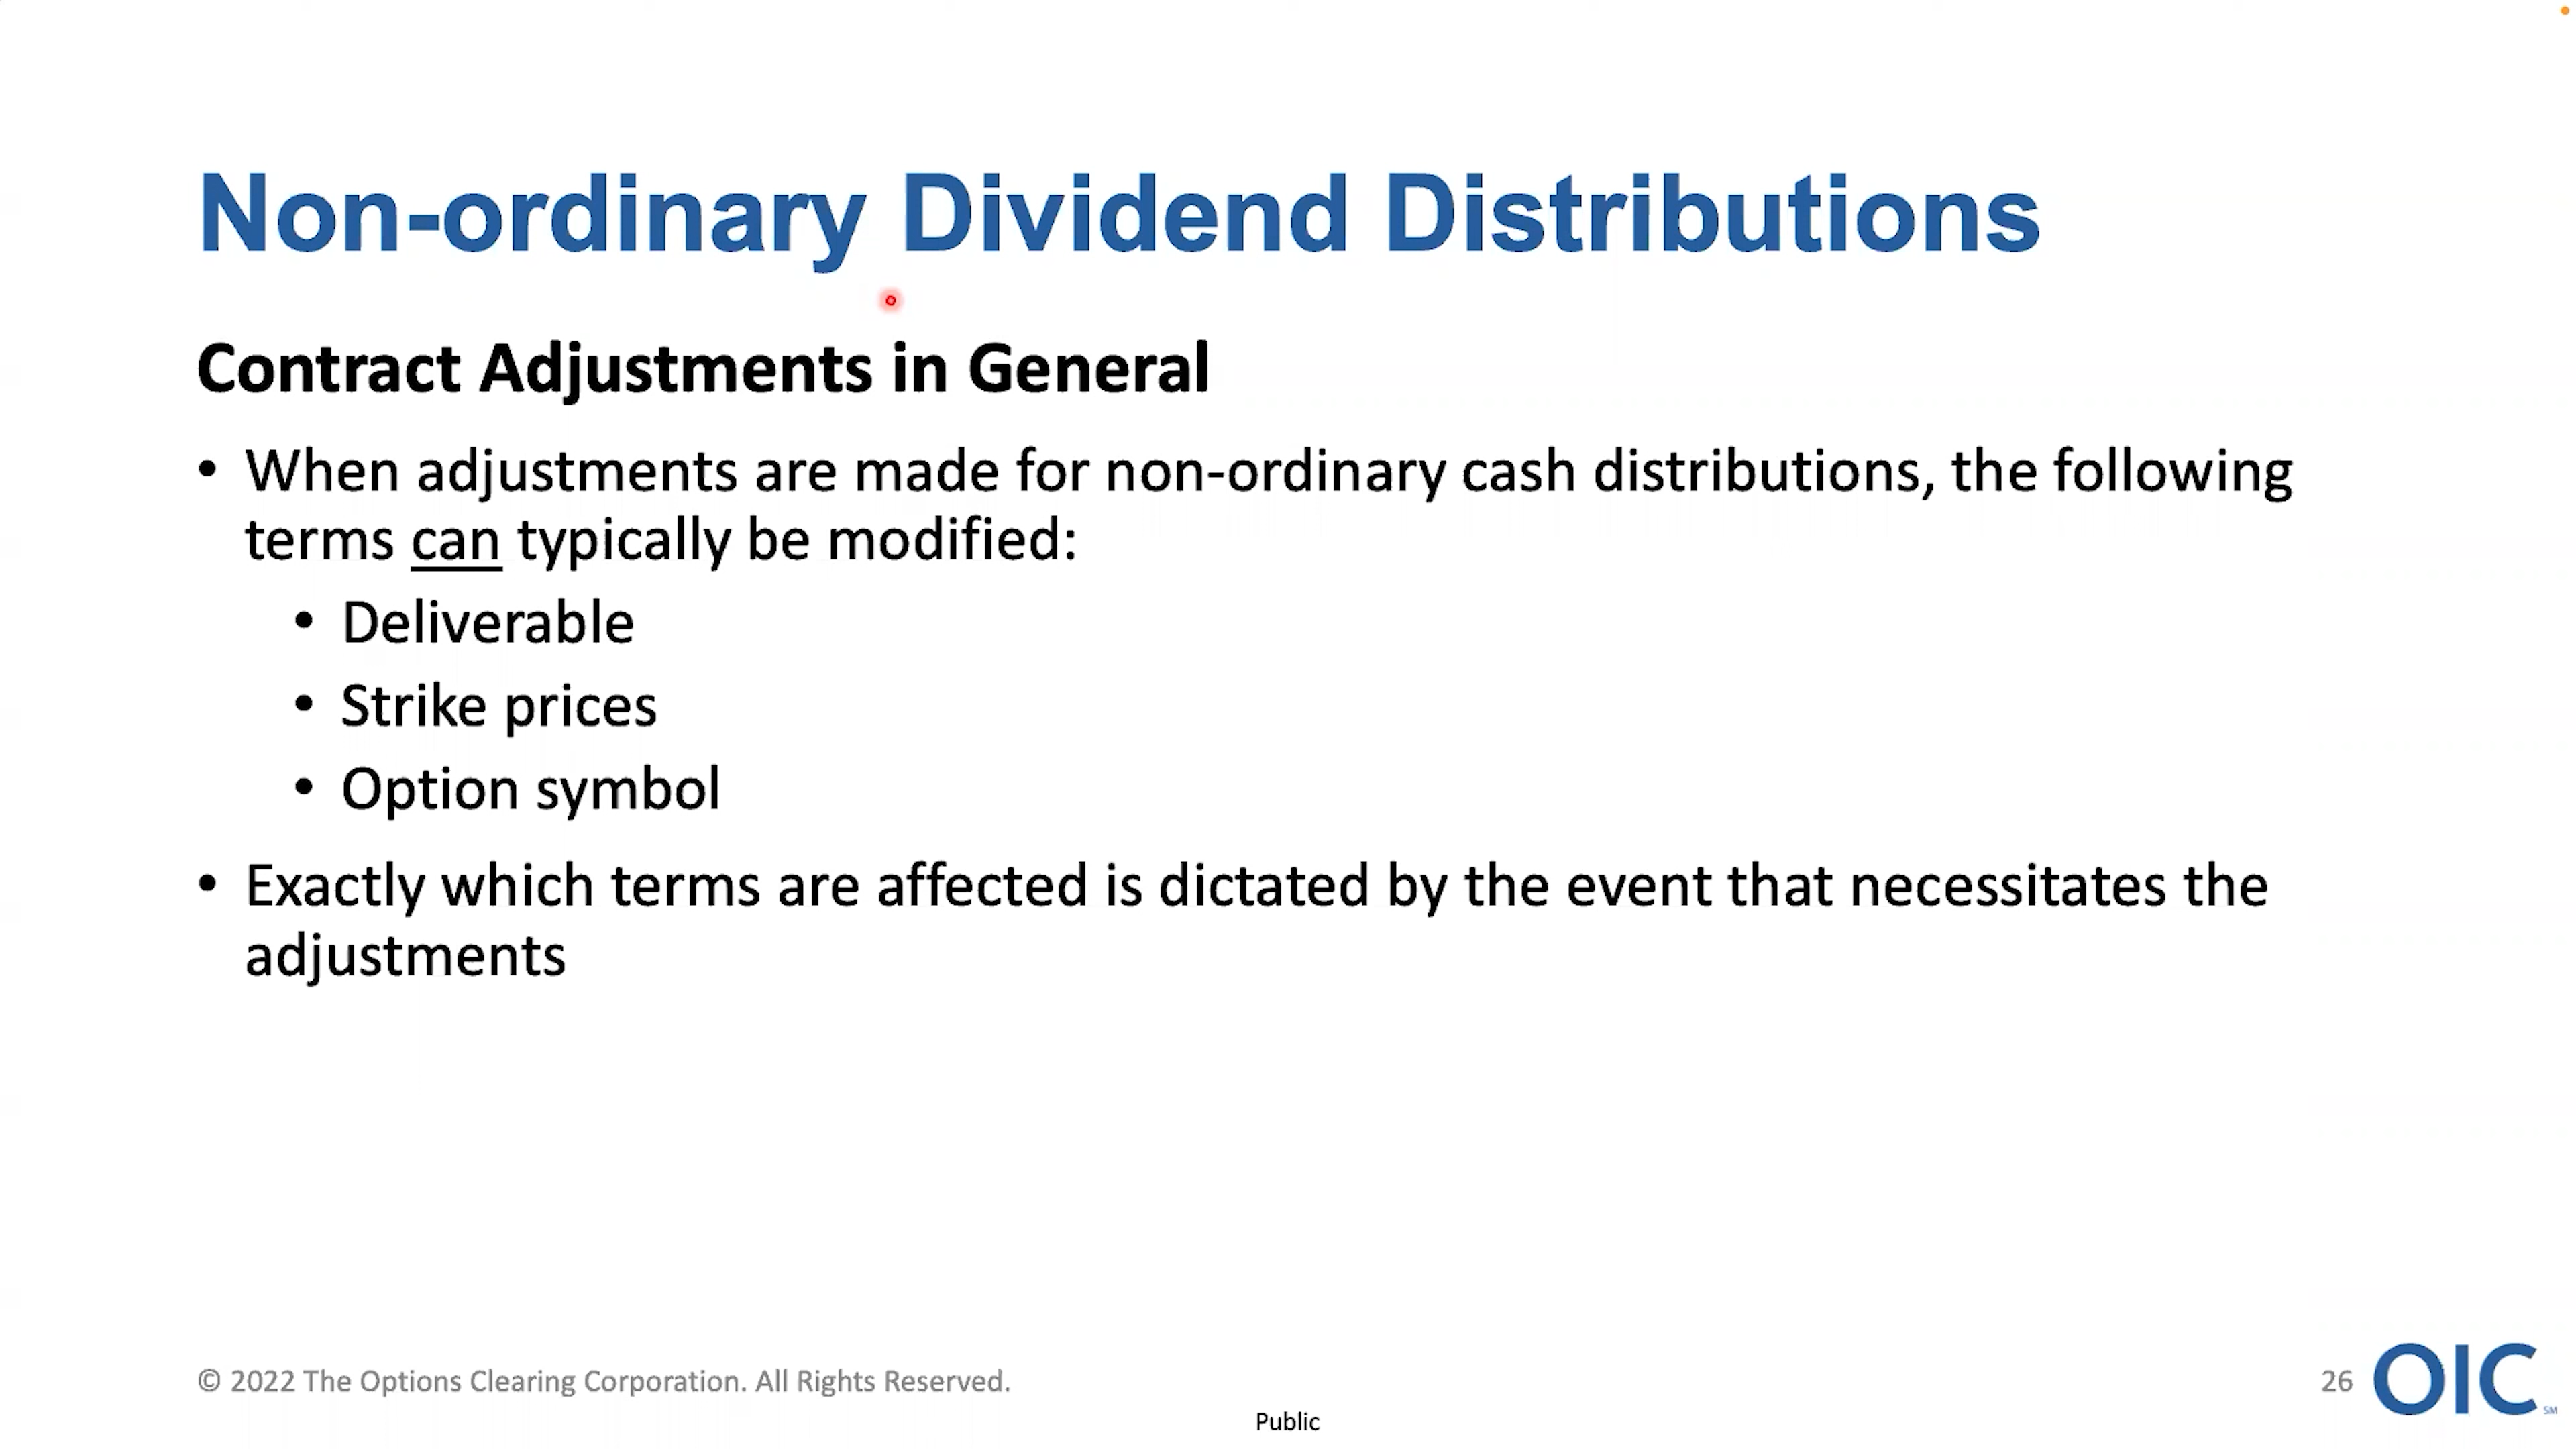 Non-ordinary Dividend Distributions
Contract Adjustments in General
• When adjustments are made for non-ordinary cash distributions, the following
terms can typically be modified:
• Deliverable
• Strike prices
• Option symbol
• Exactly which terms are affected is dictated by the event that necessitates the
adjustments
© 2022 The Options Clearing Corporation. All Rights Reserved.
26
OIC SM
Public